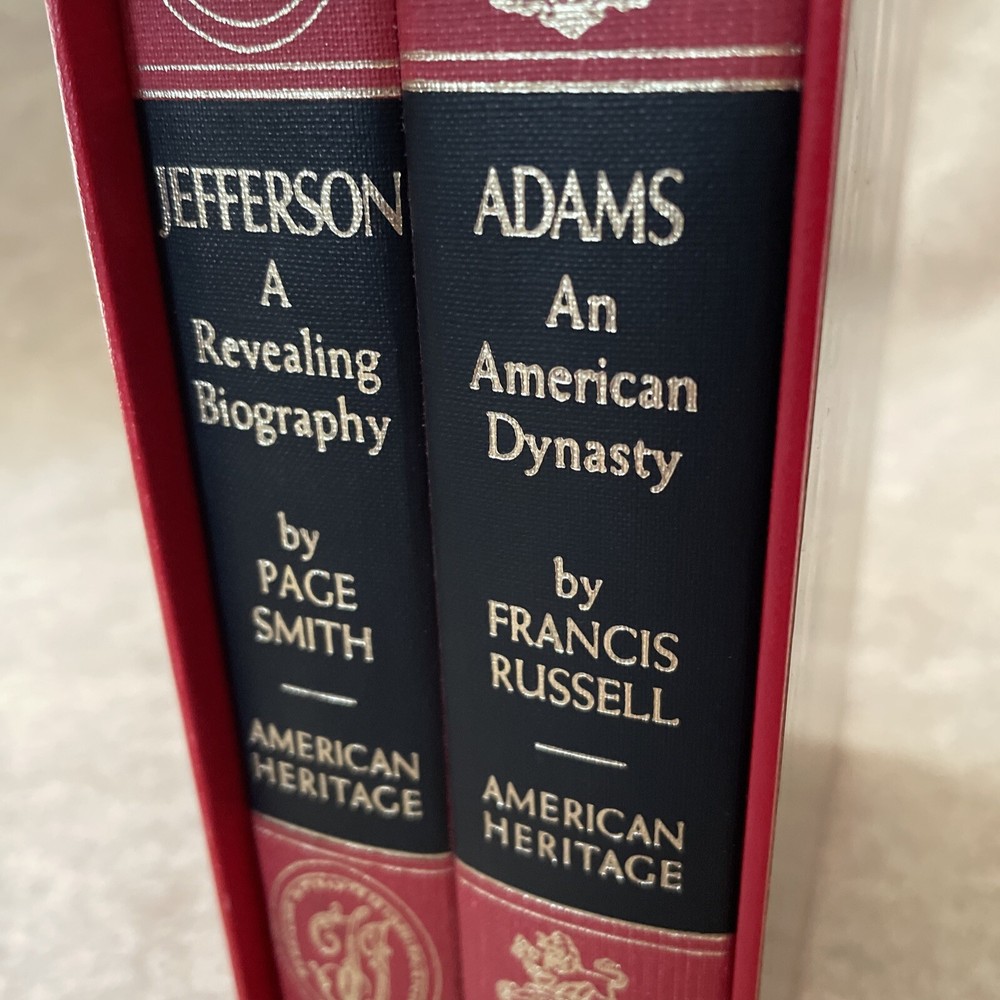 JEFFERSON
A
Revealing
Biography
by
PAGE
SMITH
AMERICAN
HERITAGE
ADAMS
An
American
Dynasty
by
FRANCIS
RUSSELL
AMERICAN
HERITAGE